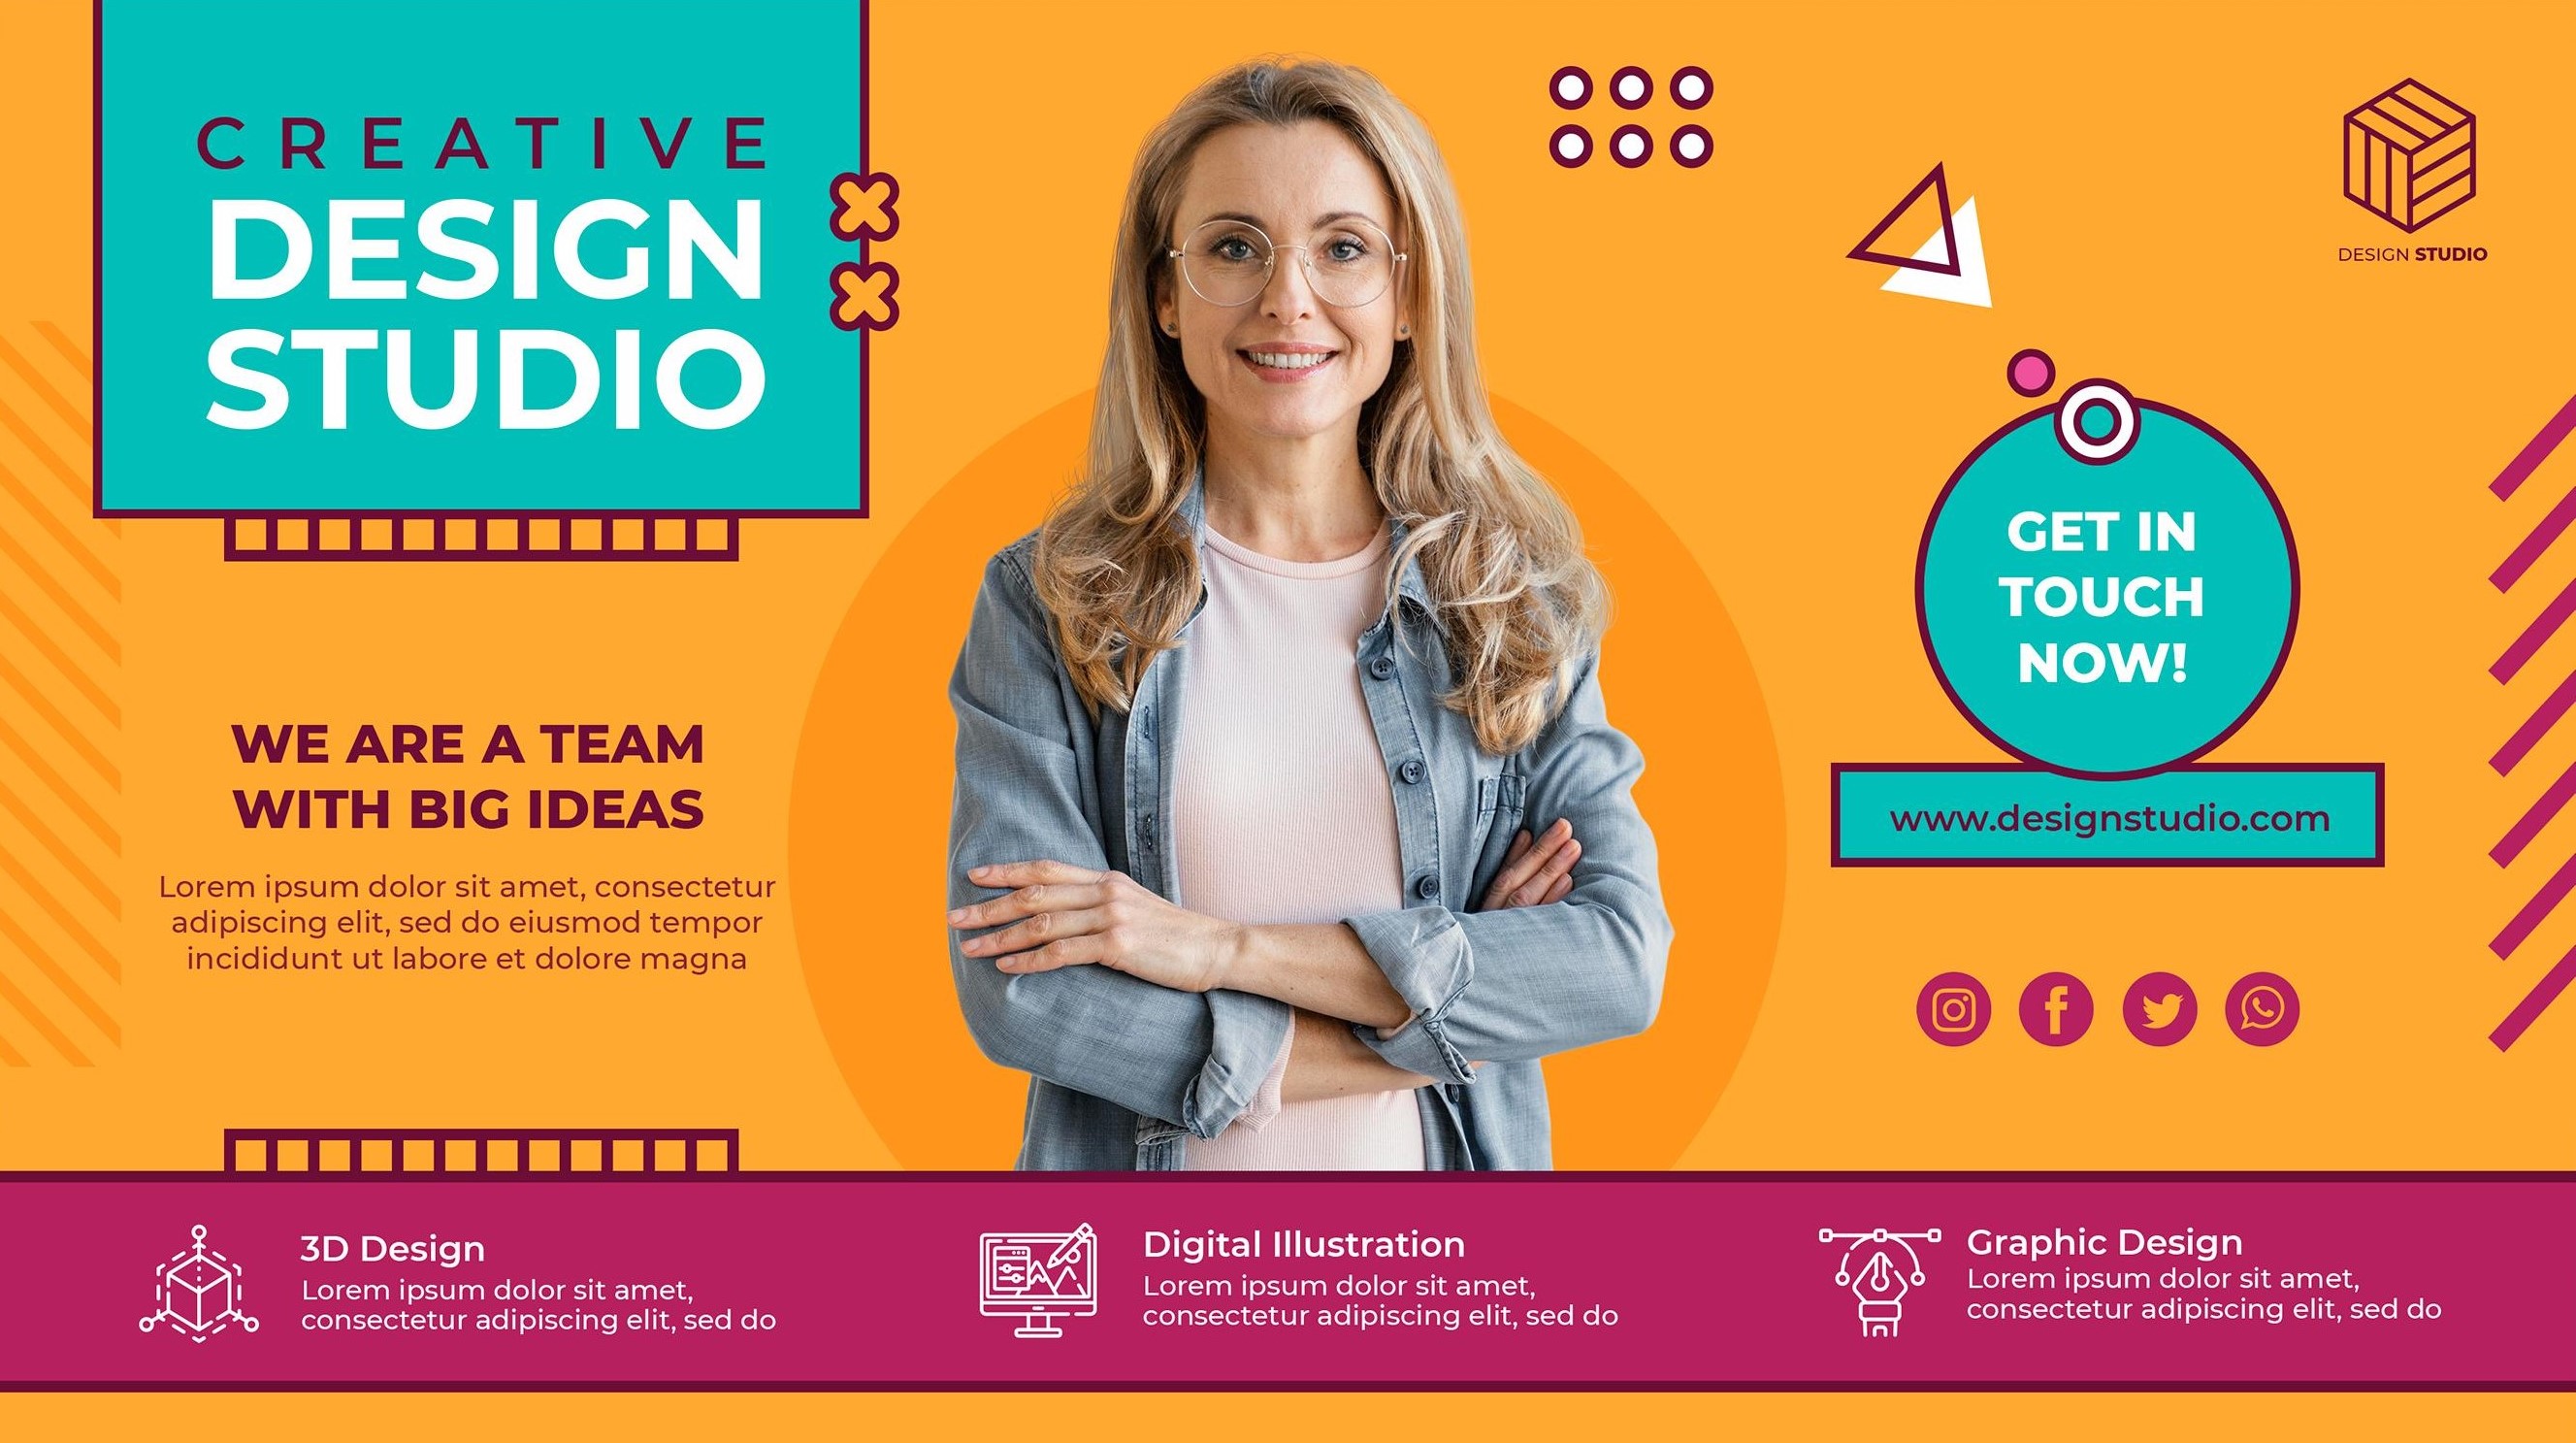 CREATIVE
DESIGN
STUDIO
DESIGN STUDIO
GET IN
TOUCH
NOW!
www.designstudio.com
WE ARE A TEAM
WITH BIG IDEAS
Lorem ipsum dolor sit amet, consectetur
adipiscing elit, sed do eiusmod tempor
incididunt ut labore et dolore magna
3D Design
Lorem ipsum dolor sit amet,
consectetur adipiscing elit, sed do
Digital Illustration
Lorem ipsum dolor sit amet,
consectetur adipiscing elit, sed do
Graphic Design
Lorem ipsum dolor sit amet,
consectetur adipiscing elit, sed do